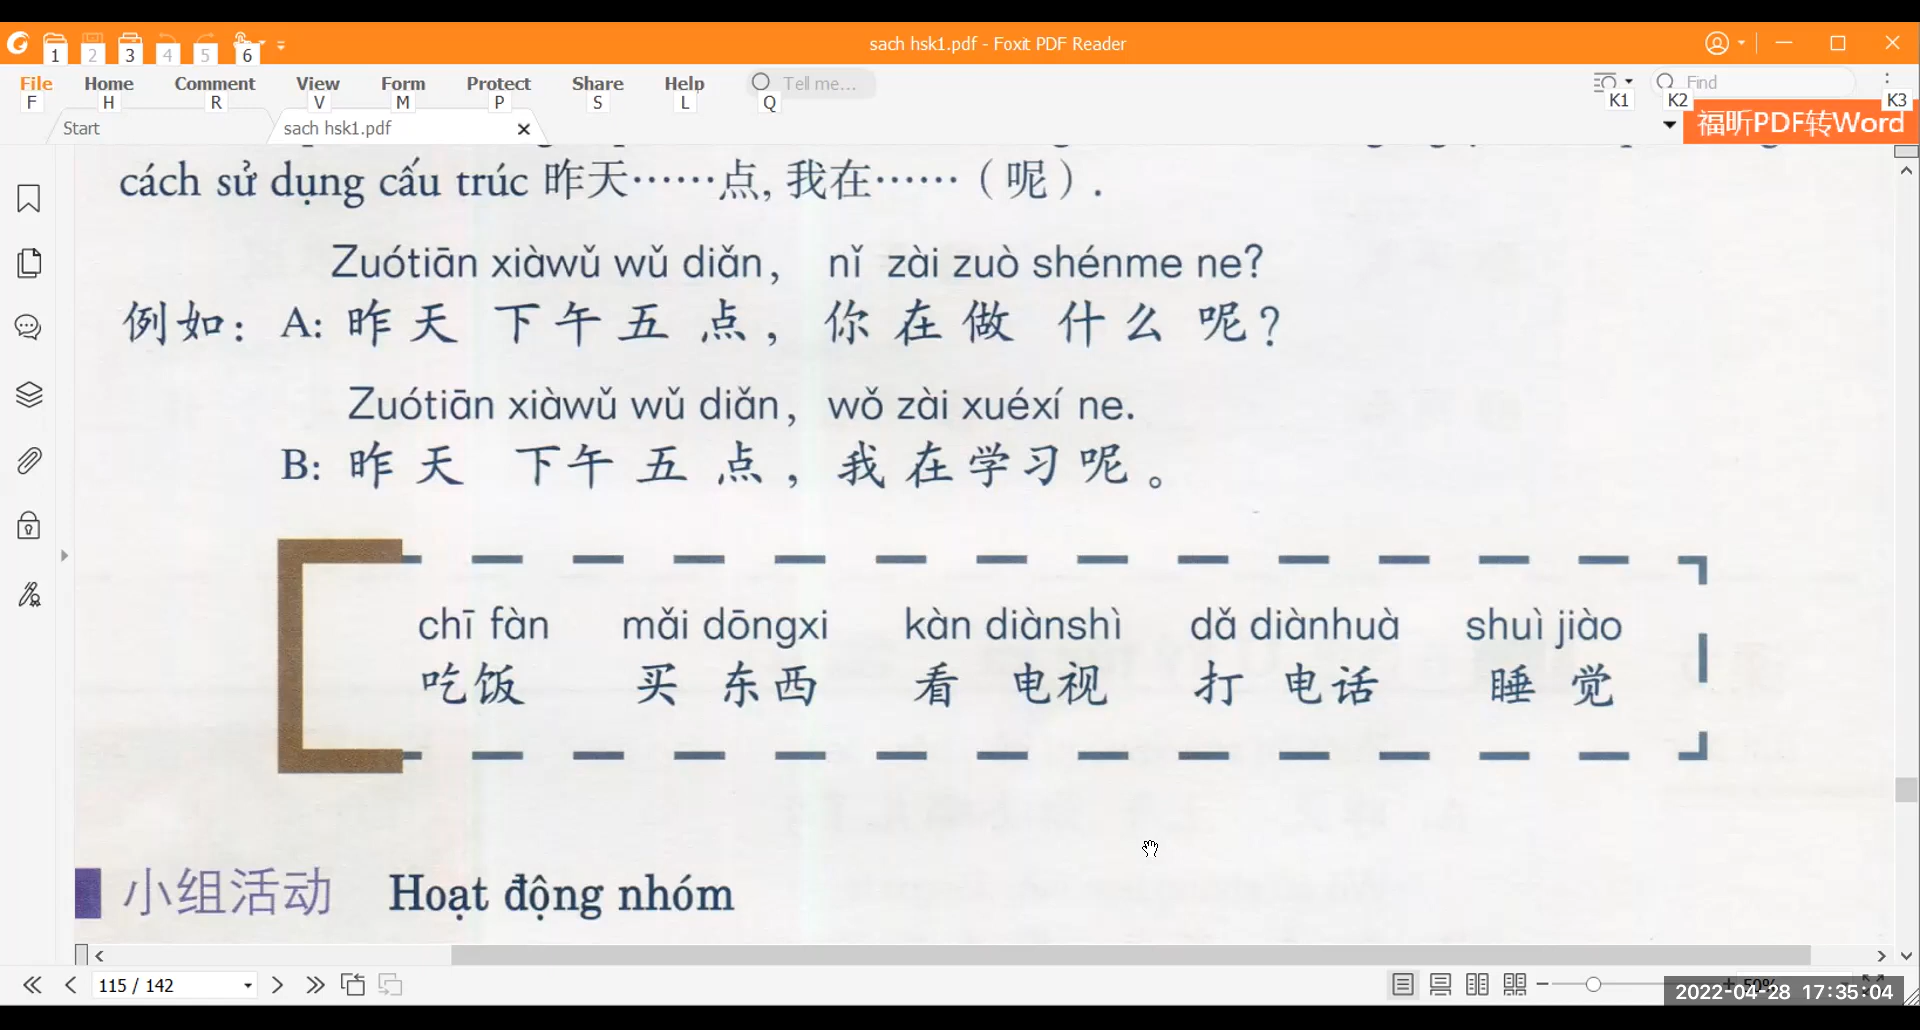 sach hsk1.pdf - Foxit PDF Reader
1 2 3 4 5 6
File Home Comment View Form Protect Share Help Tell me... Find
F H R V M P S L Q K1 K2 K3
Start sach hsk1.pdf 福昕PDF转Word
cách sử dụng cấu trúc 昨天……点, 我在……（呢）.
Zuótiān xiàwǔ wǔ diǎn, nǐ zài zuò shénme ne?
例如: A: 昨天 下午五 点, 你在做 什么 呢?
Zuótiān xiàwǔ wǔ diǎn, wǒ zài xuéxí ne.
B: 昨天 下午 五 点, 我在学习呢。
chī fàn mǎi dōngxi kàn diànshì dǎ diànhuà shuì jiào
吃饭 买 东西 看 电视 打 电话 睡 觉
小组活动 Hoạt động nhóm
115 / 142
2022-04-28 17:35:04